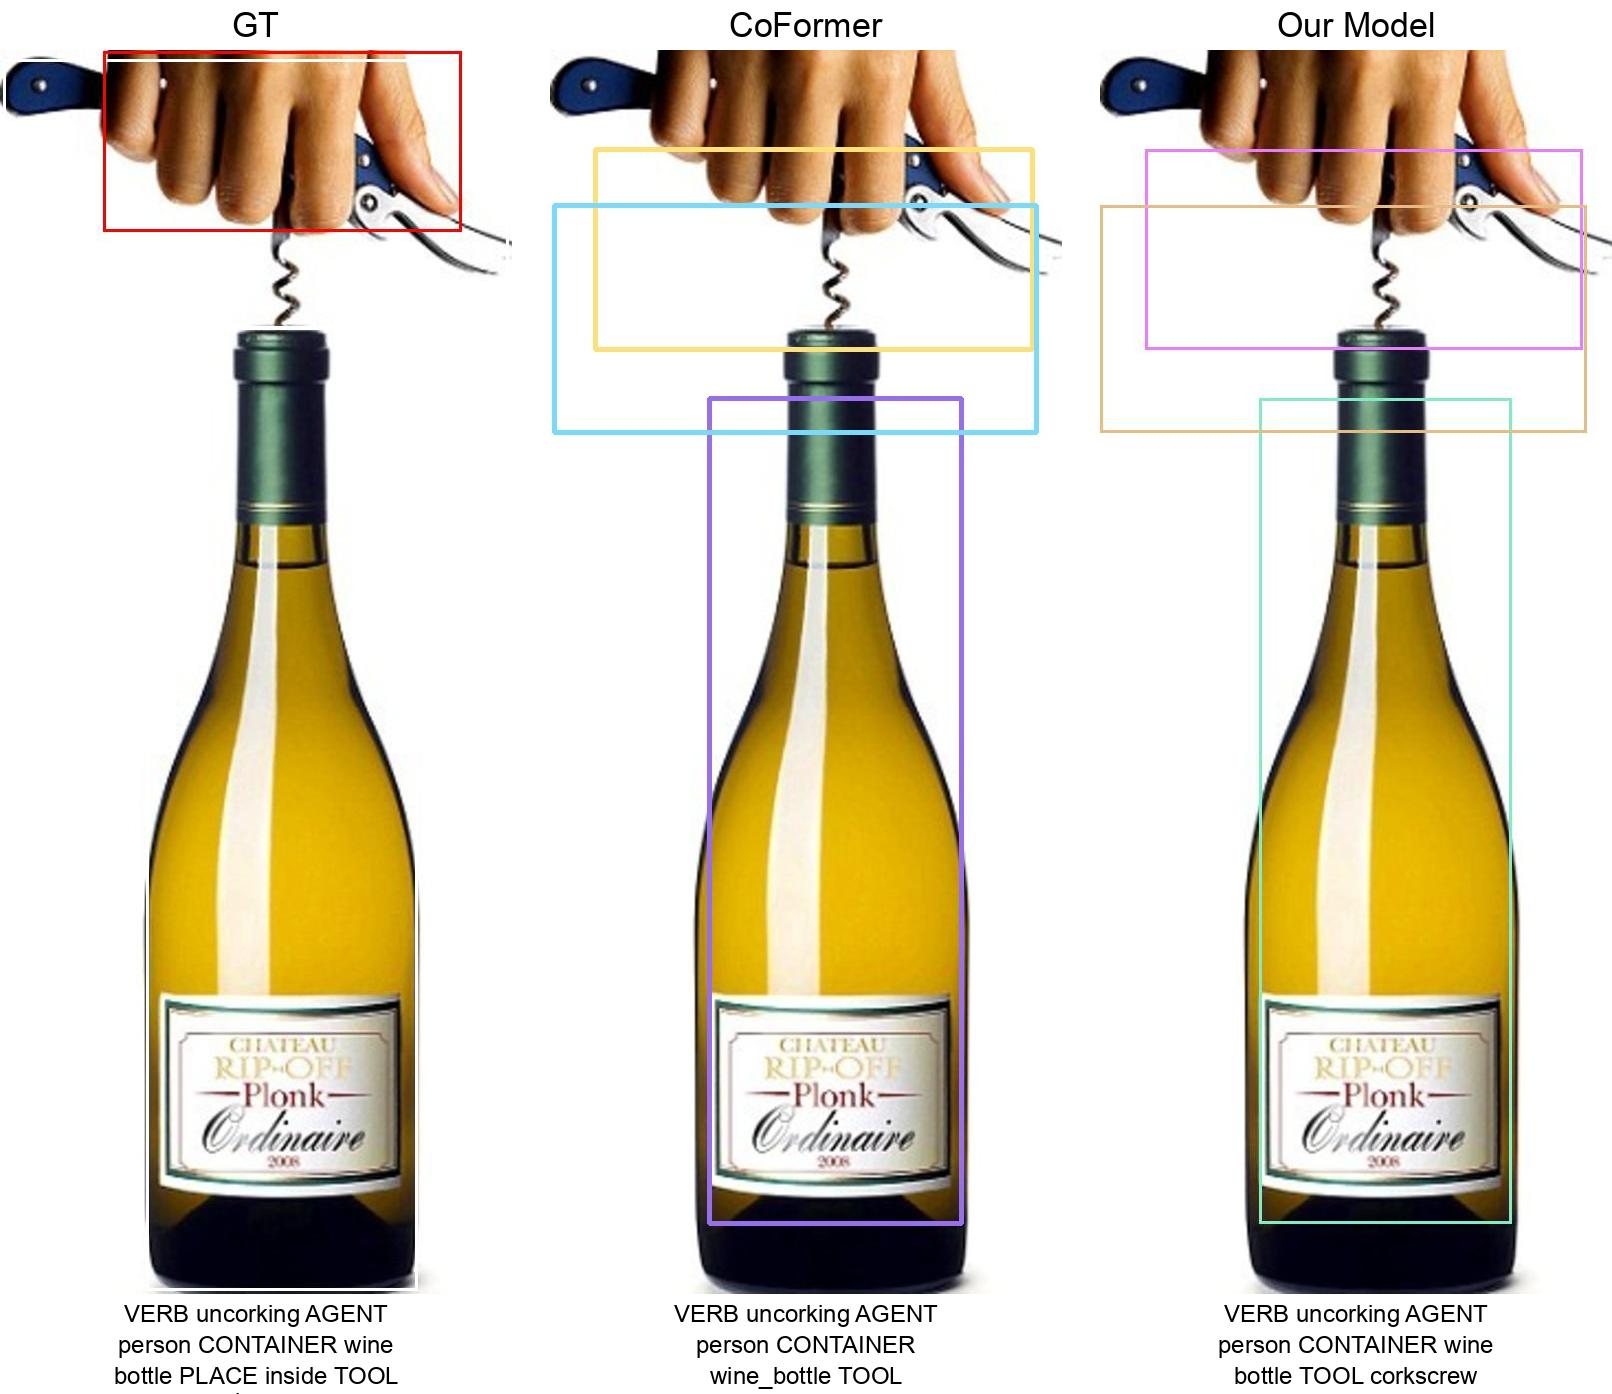 GT
CoFormer
Our Model
CHATEAU
RIP-OFF
Plonk
Ordinaire
2008
CHATEAU
RIP-OFF
Plonk
Ordinaire
2008
CHATEAU
RIP-OFF
Plonk
Ordinaire
2008
VERB uncorking AGENT
person CONTAINER wine
bottle PLACE inside TOOL
VERB uncorking AGENT
person CONTAINER
wine_bottle TOOL
VERB uncorking AGENT
person CONTAINER wine
bottle TOOL corkscrew